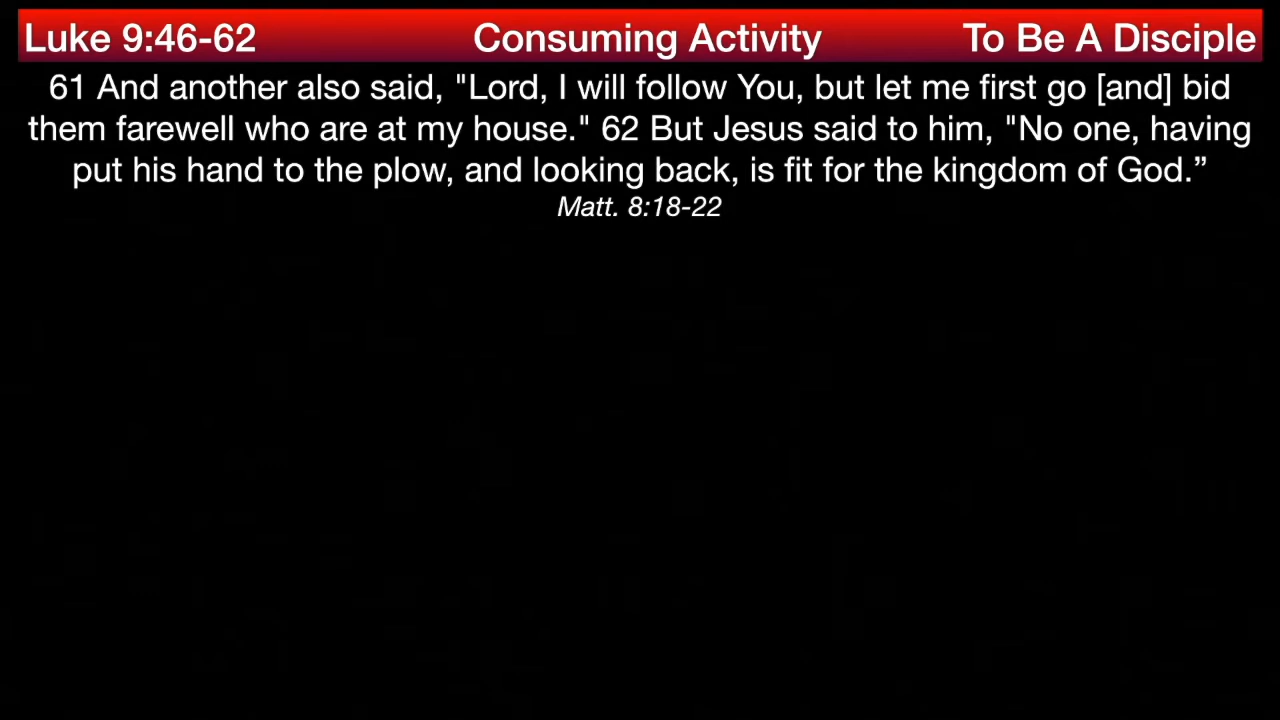 Luke 9:46-62 Consuming Activity To Be A Disciple
61 And another also said, "Lord, I will follow You, but let me first go [and] bid
them farewell who are at my house." 62 But Jesus said to him, "No one, having
put his hand to the plow, and looking back, is fit for the kingdom of God.”
Matt. 8:18-22